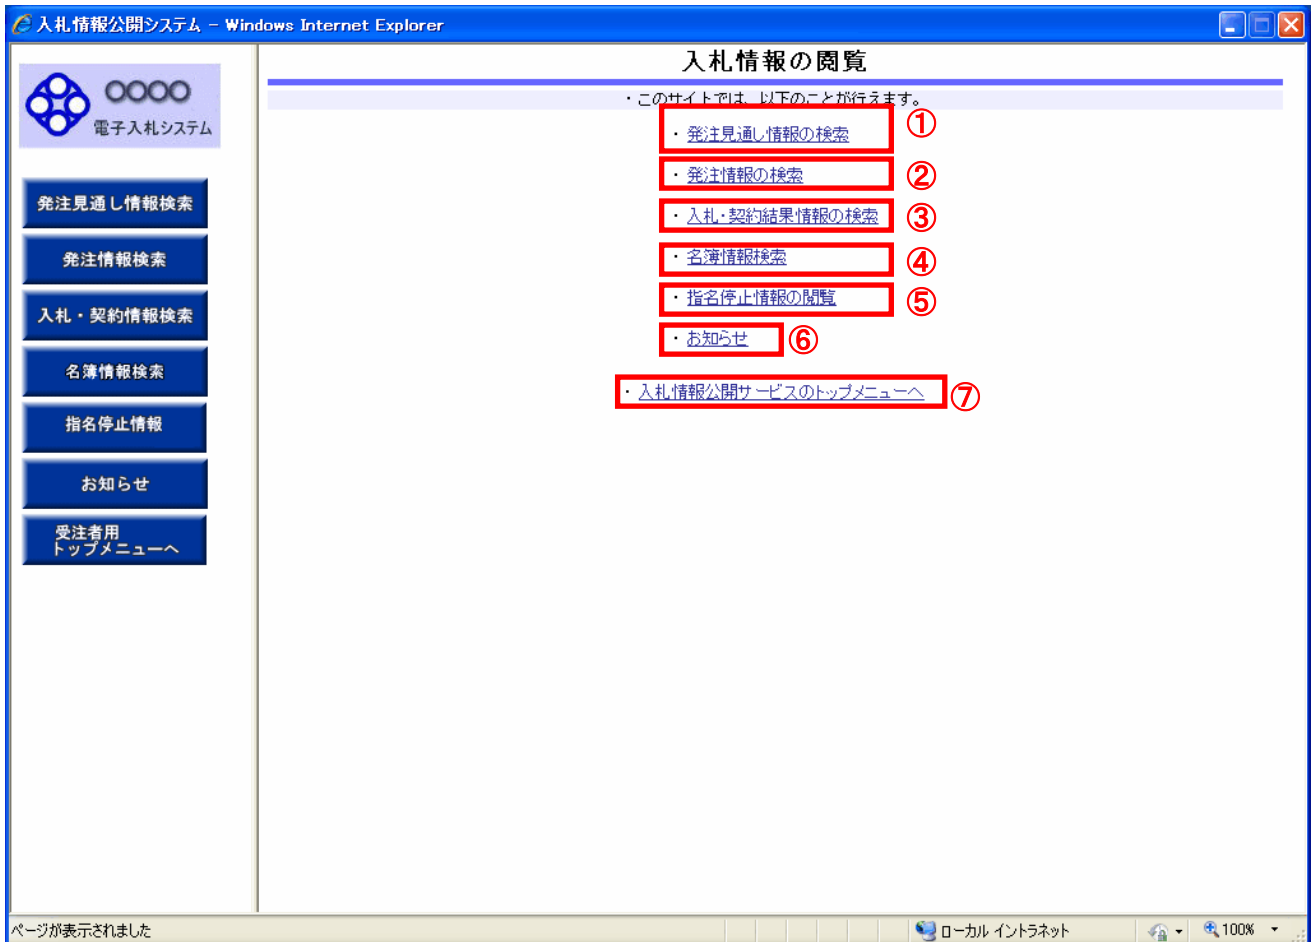 入札情報公開システム - Windows Internet Explorer
〇〇〇〇
電子入札システム
発注見通し情報検索
発注情報検索
入札・契約情報検索
名簿情報検索
指名停止情報
お知らせ
受注者用
トップメニューへ
入札情報の閲覧
・このサイトでは、以下のことが行えます。
・発注見通し情報の検索 ①
・発注情報の検索 ②
・入札・契約結果情報の検索 ③
・名簿情報検索 ④
・指名停止情報の閲覧 ⑤
・お知らせ ⑥
・入札情報公開サービスのトップメニューへ ⑦
ページが表示されました
ローカル イントラネット
100%